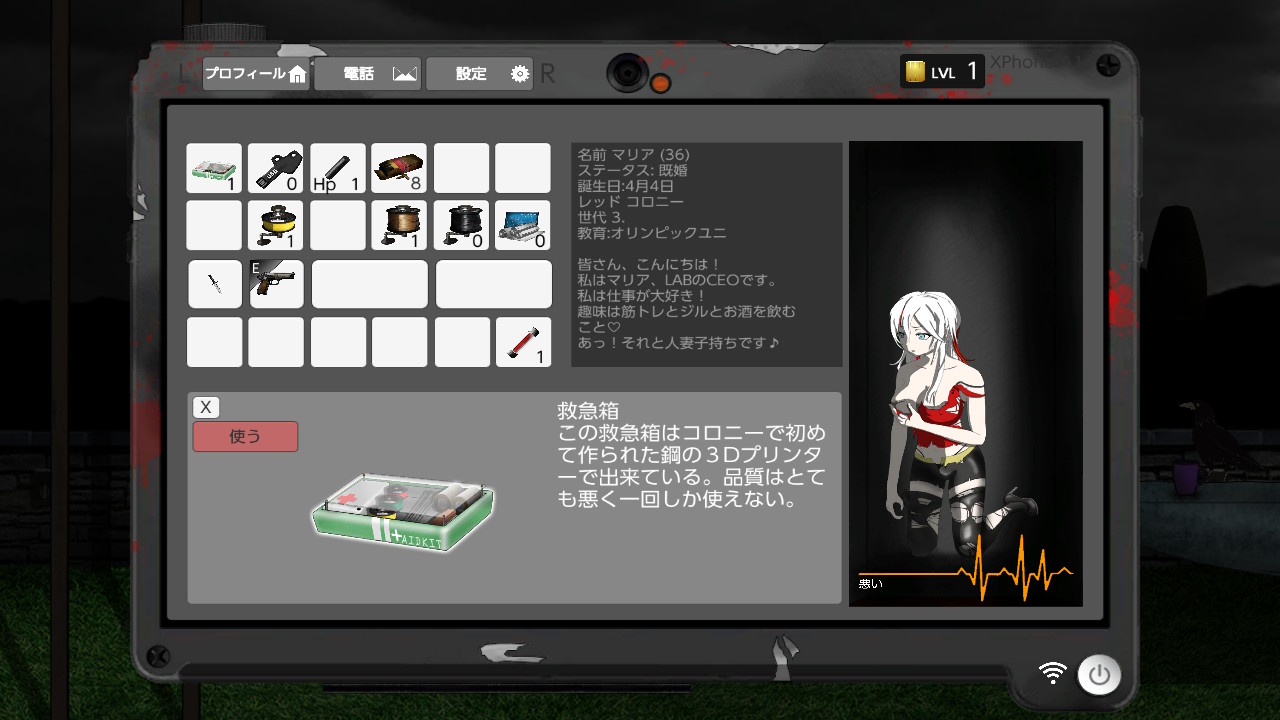 L プロフィール 電話 設定 R
LVL 1
XPhone
1
USB 0
Hp 1
8
1
1
0
0
E
1
名前 マリア (36)
ステータス: 既婚
誕生日:4月4日
レッド コロニー
世代 3.
教育:オリンピックユニ
皆さん、こんにちは！
私はマリア、LABのCEOです。
私は仕事が大好き！
趣味は筋トレとジルとお酒を飲む
こと♡
あっ！それと人妻子持ちです♪
X
使う
救急箱
この救急箱はコロニーで初め
て作られた鋼の３Dプリンタ
ーで出来ている。品質はとて
も悪く一回しか使えない。
+AIDKIT
悪い